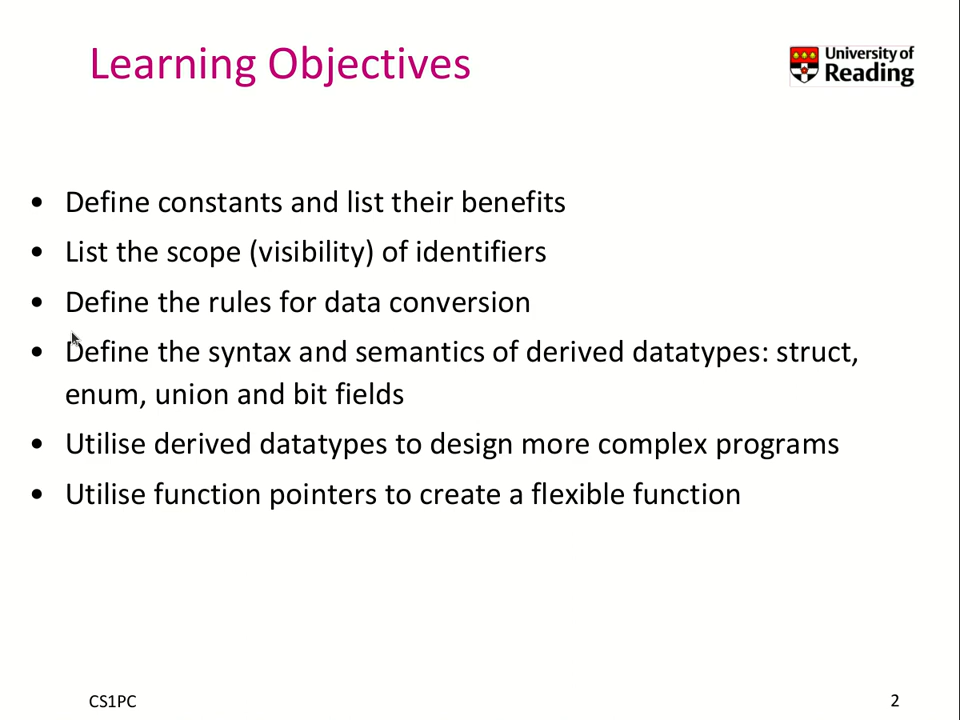 Learning Objectives
University of
Reading
• Define constants and list their benefits
• List the scope (visibility) of identifiers
• Define the rules for data conversion
• Define the syntax and semantics of derived datatypes: struct,
enum, union and bit fields
• Utilise derived datatypes to design more complex programs
• Utilise function pointers to create a flexible function
CS1PC
2